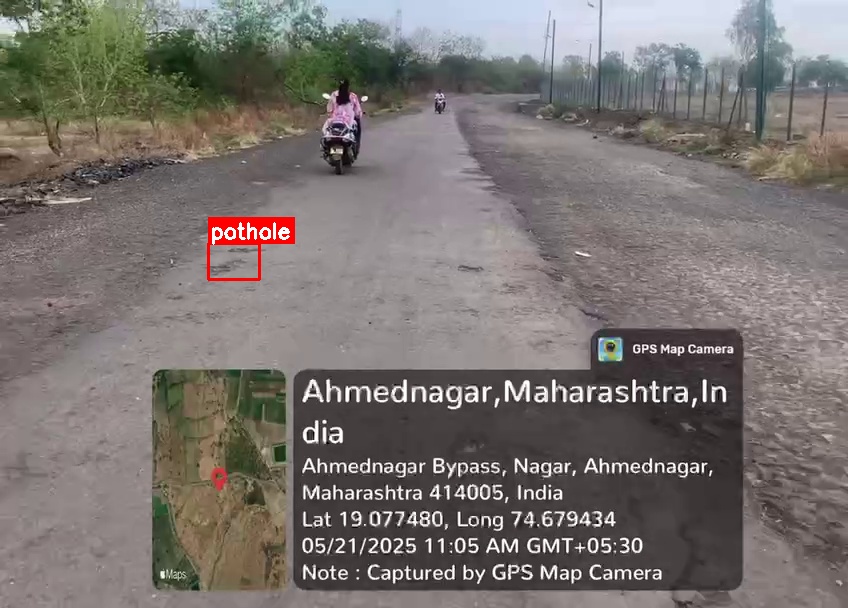 pothole
GPS Map Camera
Ahmednagar,Maharashtra,In
dia
Ahmednagar Bypass, Nagar, Ahmednagar,
Maharashtra 414005, India
Lat 19.077480, Long 74.679434
05/21/2025 11:05 AM GMT+05:30
Note : Captured by GPS Map Camera
Maps